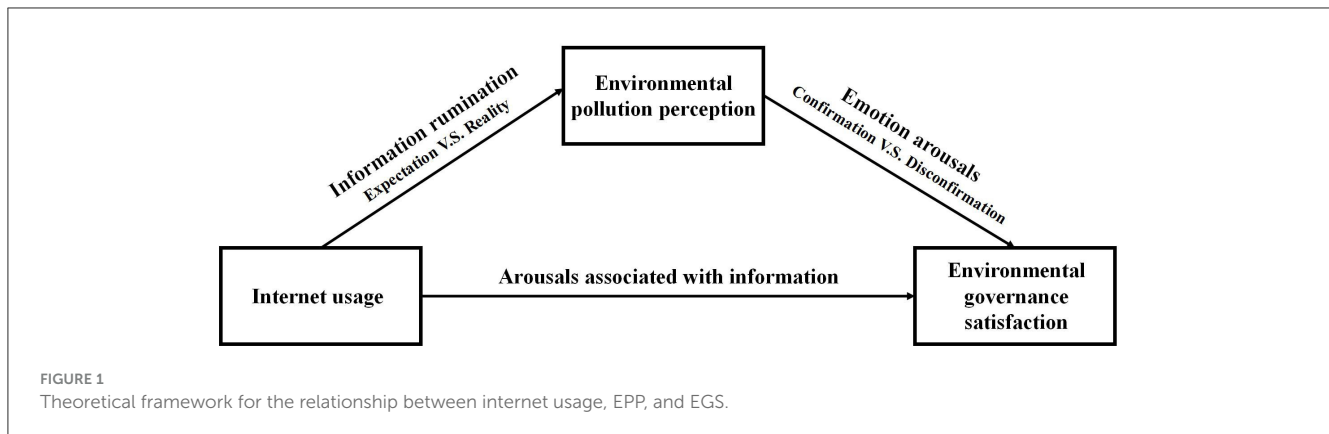 Environmental
pollution perception
Information rumination
Expectation V.S. Reality
Emotion arousals
Confirmation V.S. Disconfirmation
Internet usage
Arousals associated with information
Environmental
governance
satisfaction
FIGURE 1
Theoretical framework for the relationship between internet usage, EPP, and EGS.